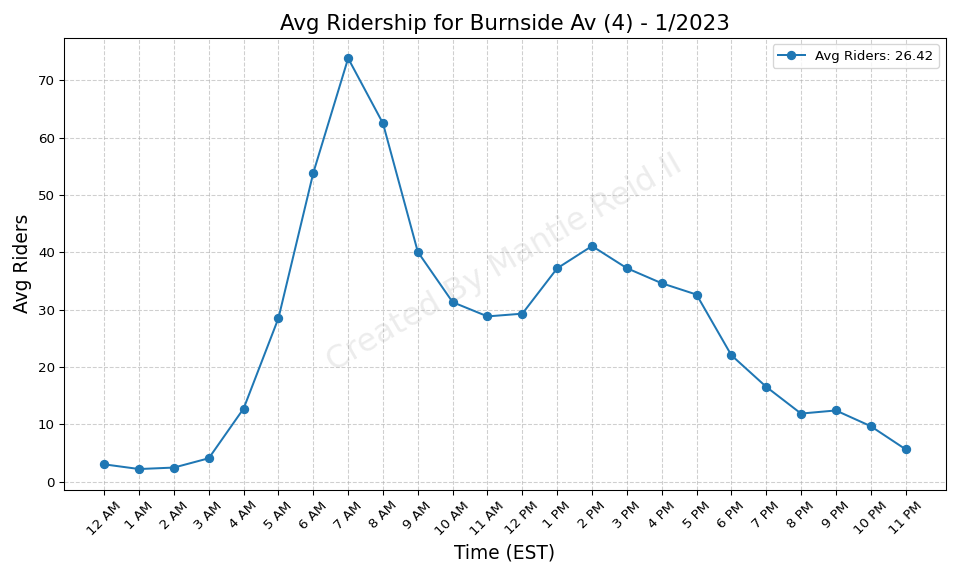 Avg Ridership for Burnside Av (4) - 1/2023
Avg Riders: 26.42
Avg Riders
70
60
50
40
30
20
10
0
Created By Mantie Reid II
12 AM
1 AM
2 AM
3 AM
4 AM
5 AM
6 AM
7 AM
8 AM
9 AM
10 AM
11 AM
12 PM
1 PM
2 PM
3 PM
4 PM
5 PM
6 PM
7 PM
8 PM
9 PM
10 PM
11 PM
Time (EST)